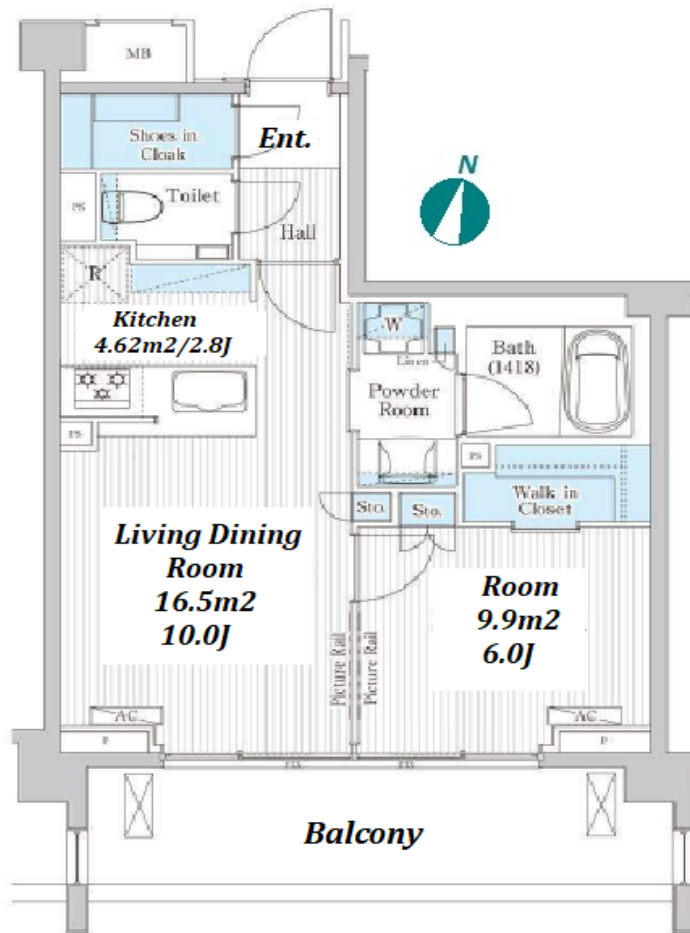 MB
Shoes in
Cloak
Ent.
N
PS
Toilet
Hall
R
Kitchen
4.62m2/2.8J
W
Linen
Bath
(1418)
Powder
Room
PS
PS
Walk in
Closet
Sto.
Sto.
Living Dining
Room
16.5m2
10.0J
Room
9.9m2
6.0J
Picture Rail
Picture Rail
AC
AC
P
P
FIX
FIX
Balcony